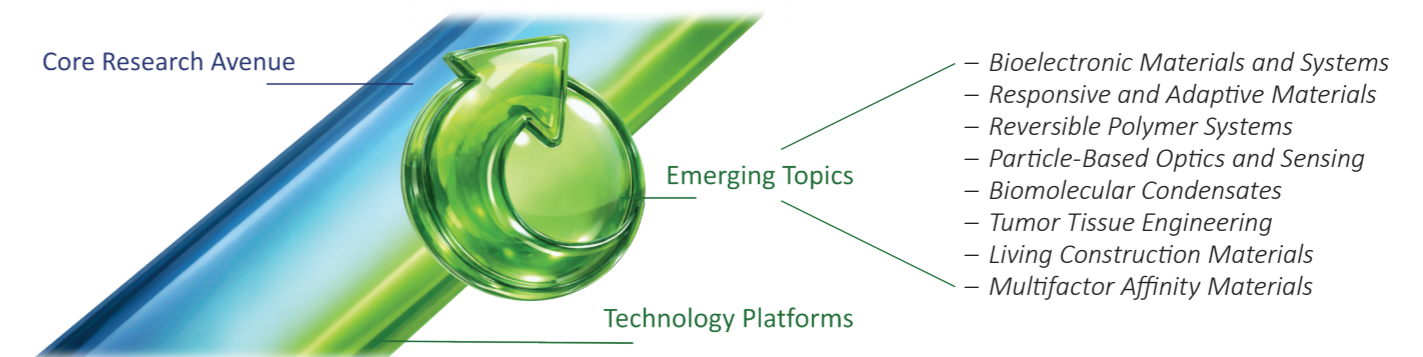 Core Research Avenue
Emerging Topics
Technology Platforms
– Bioelectronic Materials and Systems
– Responsive and Adaptive Materials
– Reversible Polymer Systems
– Particle-Based Optics and Sensing
– Biomolecular Condensates
– Tumor Tissue Engineering
– Living Construction Materials
– Multifactor Affinity Materials